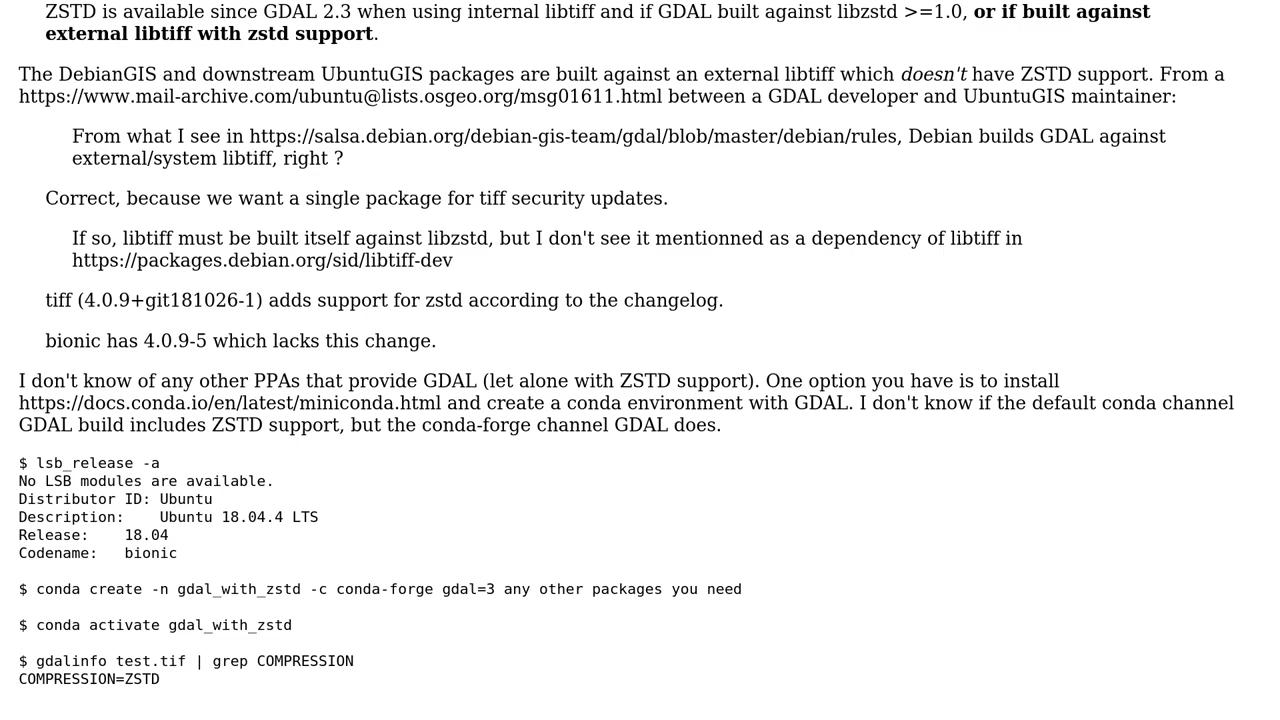 ZSTD is available since GDAL 2.3 when using internal libtiff and if GDAL built against libzstd >=1.0, or if built against
external libtiff with zstd support.
The DebianGIS and downstream UbuntuGIS packages are built against an external libtiff which doesn't have ZSTD support. From a
https://www.mail-archive.com/ubuntu@lists.osgeo.org/msg01611.html between a GDAL developer and UbuntuGIS maintainer:
From what I see in https://salsa.debian.org/debian-gis-team/gdal/blob/master/debian/rules, Debian builds GDAL against
external/system libtiff, right ?
Correct, because we want a single package for tiff security updates.
If so, libtiff must be built itself against libzstd, but I don't see it mentionned as a dependency of libtiff in
https://packages.debian.org/sid/libtiff-dev
tiff (4.0.9+git181026-1) adds support for zstd according to the changelog.
bionic has 4.0.9-5 which lacks this change.
I don't know of any other PPAs that provide GDAL (let alone with ZSTD support). One option you have is to install
https://docs.conda.io/en/latest/miniconda.html and create a conda environment with GDAL. I don't know if the default conda channel
GDAL build includes ZSTD support, but the conda-forge channel GDAL does.
$ lsb_release -a
No LSB modules are available.
Distributor ID: Ubuntu
Description:    Ubuntu 18.04.4 LTS
Release:    18.04
Codename:   bionic
$ conda create -n gdal_with_zstd -c conda-forge gdal=3 any other packages you need
$ conda activate gdal_with_zstd
$ gdalinfo test.tif | grep COMPRESSION
COMPRESSION=ZSTD